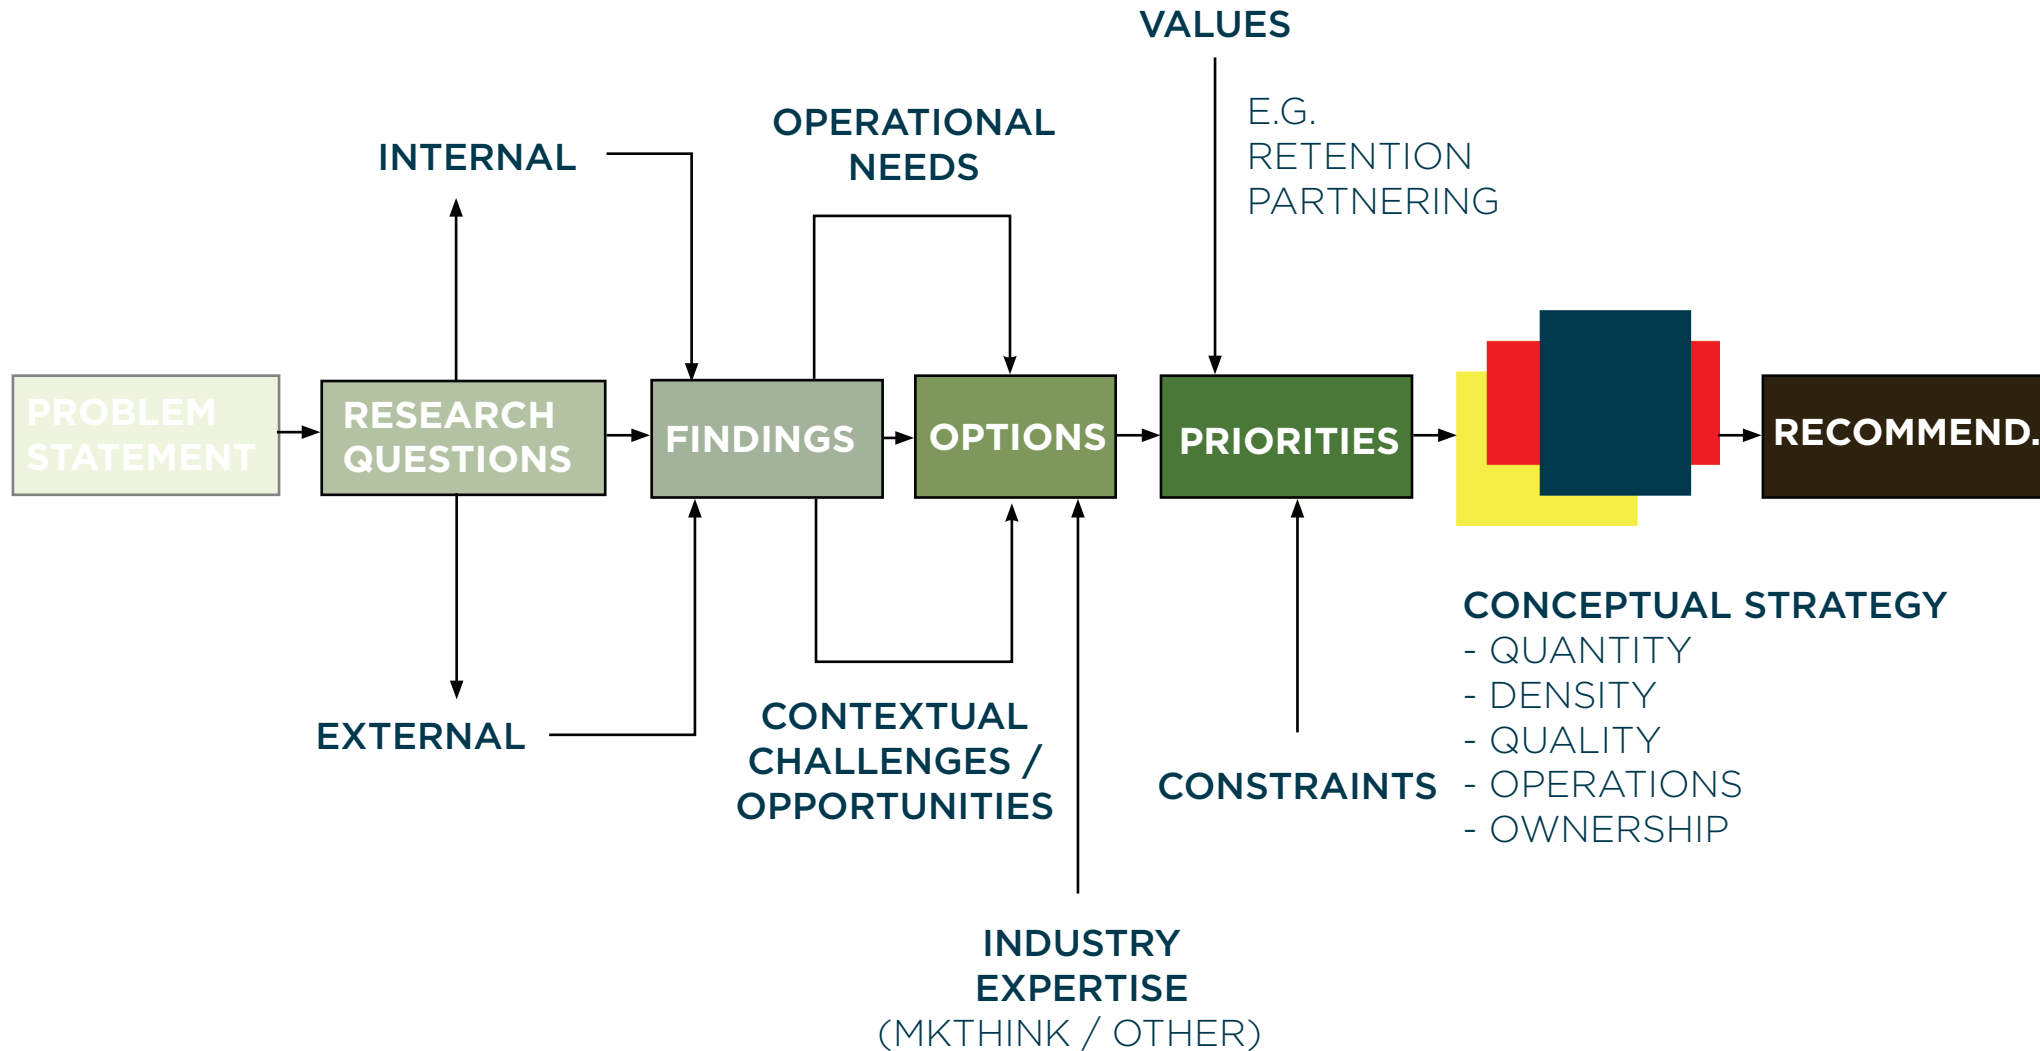 VALUES
E.G.
RETENTION
PARTNERING
OPERATIONAL
NEEDS
INTERNAL
PROBLEM
STATEMENT
RESEARCH
QUESTIONS
FINDINGS
OPTIONS
PRIORITIES
RECOMMEND.
EXTERNAL
CONTEXTUAL
CHALLENGES /
OPPORTUNITIES
CONSTRAINTS
CONCEPTUAL STRATEGY
- QUANTITY
- DENSITY
- QUALITY
- OPERATIONS
- OWNERSHIP
INDUSTRY
EXPERTISE
(MKTHINK / OTHER)